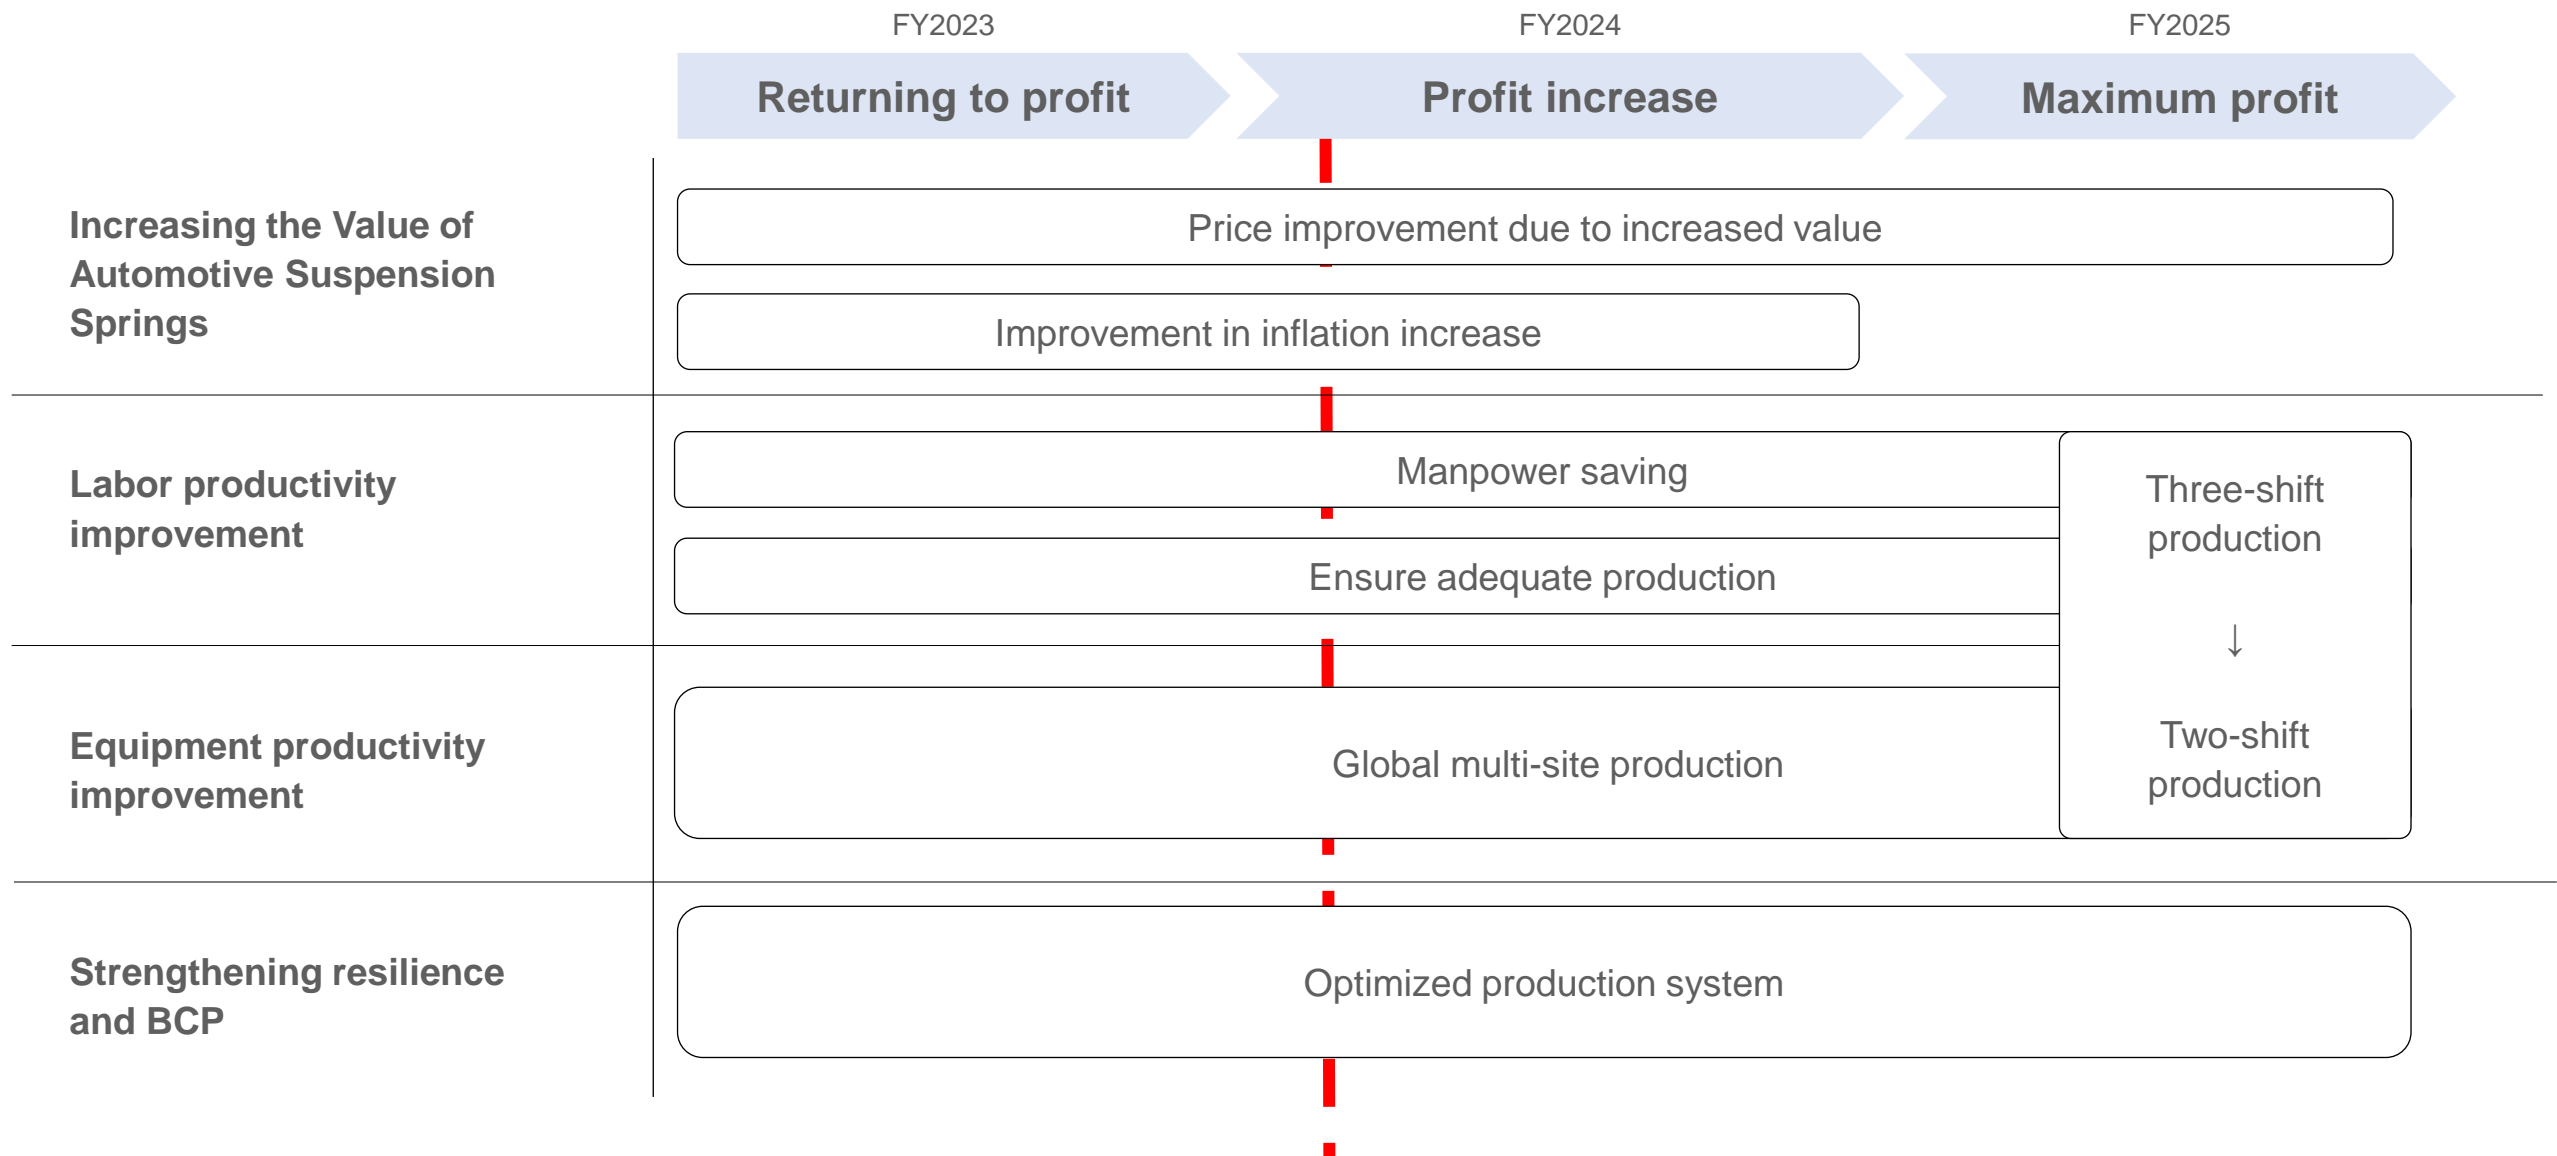 FY2023
FY2024
FY2025
Returning to profit
Profit increase
Maximum profit
Increasing the Value of
Automotive Suspension
Springs
Price improvement due to increased value
Improvement in inflation increase
Labor productivity
improvement
Manpower saving
Ensure adequate production
Three-shift
production
↓
Two-shift
production
Equipment productivity
improvement
Global multi-site production
Strengthening resilience
and BCP
Optimized production system